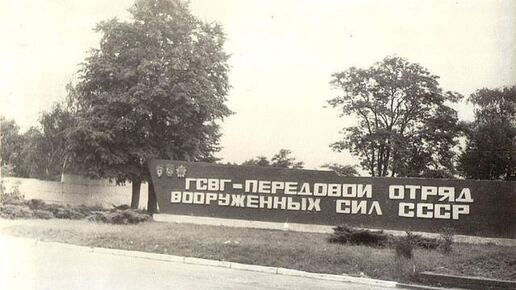 ГСВГ-ПЕРЕДОВОЙ ОТРЯД
ВООРУЖЕННЫХ СИЛ СССР